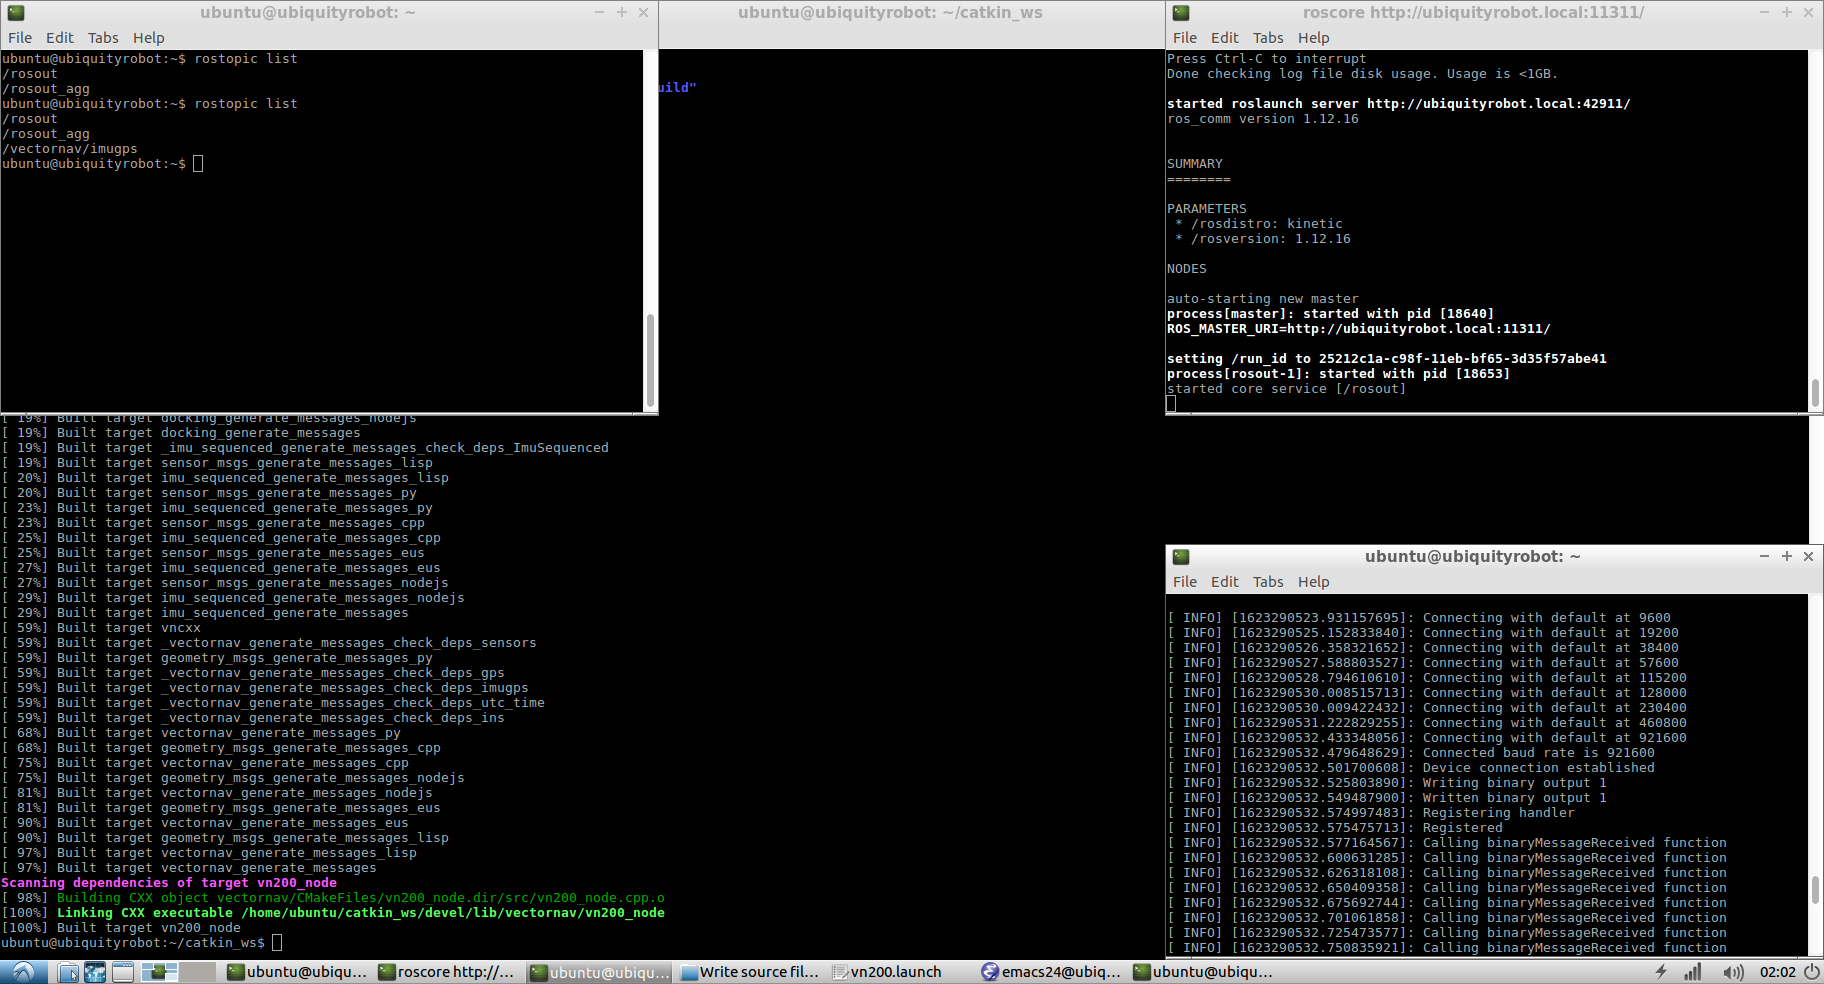 ubuntu@ubiquityrobot: ~
File Edit Tabs Help
ubuntu@ubiquityrobot:~$ rostopic list
/rosout
/rosout_agg
ubuntu@ubiquityrobot:~$ rostopic list
/rosout
/rosout_agg
/vectornav/imugps
ubuntu@ubiquityrobot:~$
ubuntu@ubiquityrobot: ~/catkin_ws
uild"
[ 19%] Built target docking_generate_messages_nodejs
[ 19%] Built target docking_generate_messages
[ 19%] Built target _imu_sequenced_generate_messages_check_deps_ImuSequenced
[ 19%] Built target sensor_msgs_generate_messages_lisp
[ 20%] Built target imu_sequenced_generate_messages_lisp
[ 20%] Built target sensor_msgs_generate_messages_py
[ 23%] Built target imu_sequenced_generate_messages_py
[ 23%] Built target sensor_msgs_generate_messages_cpp
[ 25%] Built target imu_sequenced_generate_messages_cpp
[ 25%] Built target sensor_msgs_generate_messages_eus
[ 27%] Built target imu_sequenced_generate_messages_eus
[ 27%] Built target sensor_msgs_generate_messages_nodejs
[ 29%] Built target imu_sequenced_generate_messages_nodejs
[ 29%] Built target imu_sequenced_generate_messages
[ 59%] Built target vncxx
[ 59%] Built target _vectornav_generate_messages_check_deps_sensors
[ 59%] Built target geometry_msgs_generate_messages_py
[ 59%] Built target _vectornav_generate_messages_check_deps_gps
[ 59%] Built target _vectornav_generate_messages_check_deps_imugps
[ 59%] Built target _vectornav_generate_messages_check_deps_utc_time
[ 59%] Built target _vectornav_generate_messages_check_deps_ins
[ 68%] Built target vectornav_generate_messages_py
[ 68%] Built target geometry_msgs_generate_messages_cpp
[ 75%] Built target vectornav_generate_messages_cpp
[ 75%] Built target geometry_msgs_generate_messages_nodejs
[ 81%] Built target vectornav_generate_messages_nodejs
[ 81%] Built target geometry_msgs_generate_messages_eus
[ 90%] Built target vectornav_generate_messages_eus
[ 90%] Built target geometry_msgs_generate_messages_lisp
[ 97%] Built target vectornav_generate_messages_lisp
[ 97%] Built target vectornav_generate_messages
Scanning dependencies of target vn200_node
[ 98%] Building CXX object vectornav/CMakeFiles/vn200_node.dir/src/vn200_node.cpp.o
[100%] Linking CXX executable /home/ubuntu/catkin_ws/devel/lib/vectornav/vn200_node
[100%] Built target vn200_node
ubuntu@ubiquityrobot:~/catkin_ws$
roscore http://ubiquityrobot.local:11311/
File Edit Tabs Help
Press Ctrl-C to interrupt
Done checking log file disk usage. Usage is <1GB.
started roslaunch server http://ubiquityrobot.local:42911/
ros_comm version 1.12.16
SUMMARY
========
PARAMETERS
* /rosdistro: kinetic
* /rosversion: 1.12.16
NODES
auto-starting new master
process[master]: started with pid [18640]
ROS_MASTER_URI=http://ubiquityrobot.local:11311/
setting /run_id to 25212c1a-c98f-11eb-bf65-3d35f57abe41
process[rosout-1]: started with pid [18653]
started core service [/rosout]
ubuntu@ubiquityrobot: ~
File Edit Tabs Help
[ INFO] [1623290523.931157695]: Connecting with default at 9600
[ INFO] [1623290525.152833840]: Connecting with default at 19200
[ INFO] [1623290526.358321652]: Connecting with default at 38400
[ INFO] [1623290527.588803527]: Connecting with default at 57600
[ INFO] [1623290528.794610610]: Connecting with default at 115200
[ INFO] [1623290530.008515713]: Connecting with default at 128000
[ INFO] [1623290530.009422432]: Connecting with default at 230400
[ INFO] [1623290531.222829255]: Connecting with default at 460800
[ INFO] [1623290532.433348056]: Connecting with default at 921600
[ INFO] [1623290532.479648629]: Connected baud rate is 921600
[ INFO] [1623290532.501700608]: Device connection established
[ INFO] [1623290532.525803890]: Writing binary output 1
[ INFO] [1623290532.549487900]: Written binary output 1
[ INFO] [1623290532.574997483]: Registering handler
[ INFO] [1623290532.575475713]: Registered
[ INFO] [1623290532.577164567]: Calling binaryMessageReceived function
[ INFO] [1623290532.600631285]: Calling binaryMessageReceived function
[ INFO] [1623290532.626318108]: Calling binaryMessageReceived function
[ INFO] [1623290532.650409358]: Calling binaryMessageReceived function
[ INFO] [1623290532.675692744]: Calling binaryMessageReceived function
[ INFO] [1623290532.701061858]: Calling binaryMessageReceived function
[ INFO] [1623290532.725473577]: Calling binaryMessageReceived function
[ INFO] [1623290532.750835921]: Calling binaryMessageReceived function
ubuntu@ubiqu... roscore http://... ubuntu@ubiqu... Write source fil... vn200.launch emacs24@ubiq... ubuntu@ubiqu... 02:02